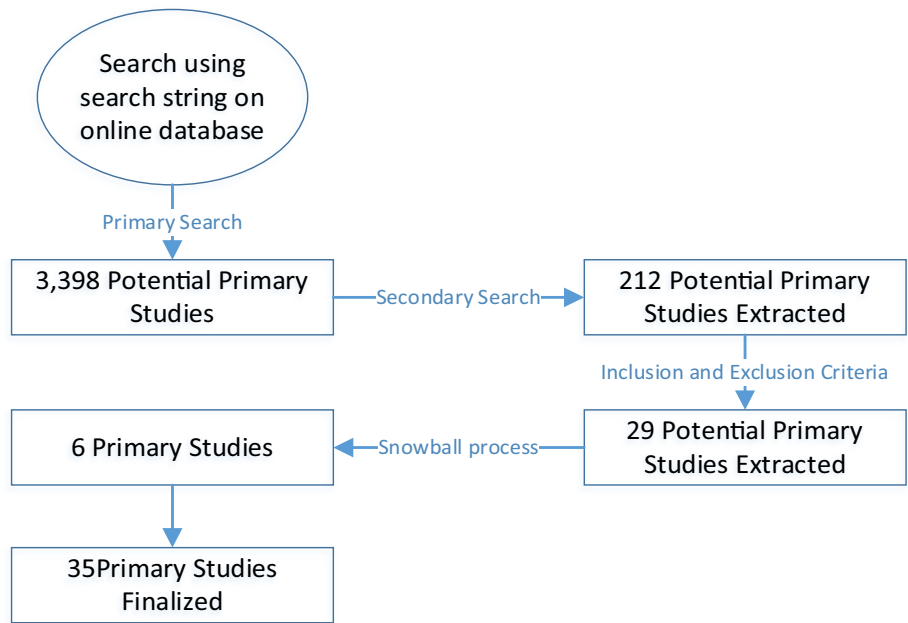 Search using
search string on
online database
Primary Search
3,398 Potential Primary
Studies
Secondary Search
212 Potential Primary
Studies Extracted
Inclusion and Exclusion Criteria
29 Potential Primary
Studies Extracted
Snowball process
6 Primary Studies
35Primary Studies
Finalized